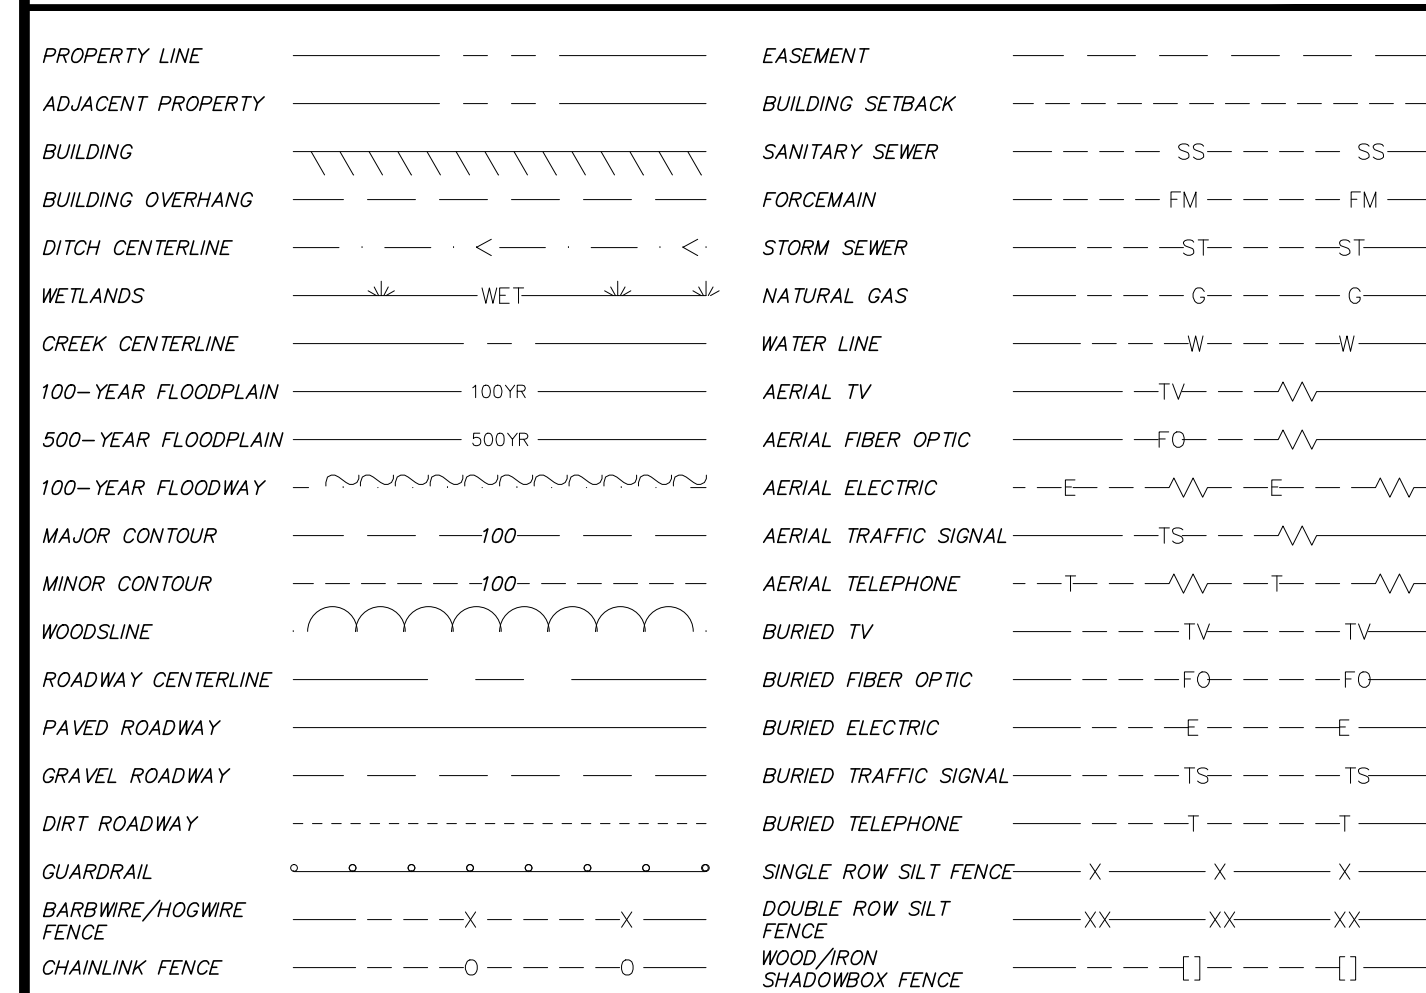 PROPERTY LINE
ADJACENT PROPERTY
BUILDING
BUILDING OVERHANG
DITCH CENTERLINE
WETLANDS WET
CREEK CENTERLINE
100-YEAR FLOODPLAIN 100YR
500-YEAR FLOODPLAIN 500YR
100-YEAR FLOODWAY
MAJOR CONTOUR 100
MINOR CONTOUR 100
WOODSLINE
ROADWAY CENTERLINE
PAVED ROADWAY
GRAVEL ROADWAY
DIRT ROADWAY
GUARDRAIL
BARBWIRE/HOGWIRE X X
FENCE
CHAINLINK FENCE O O
EASEMENT
BUILDING SETBACK
SANITARY SEWER SS SS
FORCEMAIN FM FM
STORM SEWER ST ST
NATURAL GAS G G
WATER LINE W W
AERIAL TV TV
AERIAL FIBER OPTIC FO
AERIAL ELECTRIC E E
AERIAL TRAFFIC SIGNAL TS
AERIAL TELEPHONE T T
BURIED TV TV TV
BURIED FIBER OPTIC FO FO
BURIED ELECTRIC E E
BURIED TRAFFIC SIGNAL TS TS
BURIED TELEPHONE T T
SINGLE ROW SILT FENCE X X X
DOUBLE ROW SILT XX XX XX
FENCE
WOOD/IRON [] []
SHADOWBOX FENCE